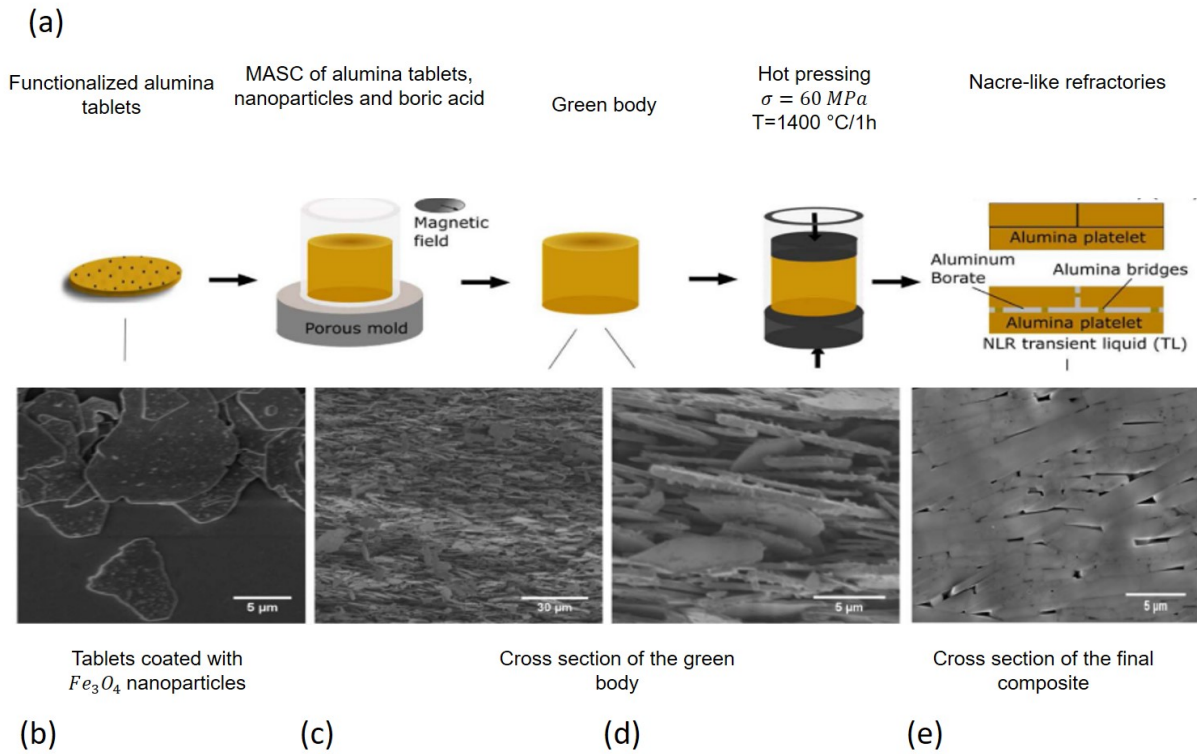 (a)
Functionalized alumina
tablets
MASC of alumina tablets,
nanoparticles and boric acid
Green body
Hot pressing
σ = 60 MPa
T=1400 °C/1h
Nacre-like refractories
Magnetic
field
Porous mold
Alumina platelet
Aluminum
Borate
Alumina bridges
Alumina platelet
NLR transient liquid (TL)
5 µm
30 µm
5 µm
5 µm
Tablets coated with
Fe₃O₄ nanoparticles
Cross section of the green
body
Cross section of the final
composite
(b)
(c)
(d)
(e)